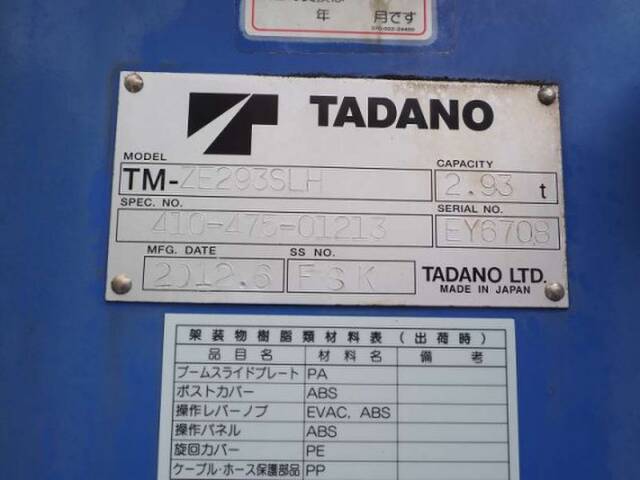 年 月です
TADANO
MODEL CAPACITY
TM-ZE293SLH 2.93 t
SPEC. NO. SERIAL NO.
410-475-01213 EY6708
MFG. DATE SS NO.
2012.6 FSK TADANO LTD.
MADE IN JAPAN
架装物樹脂類材料表(出荷時)
品目名 材料名 備考
ブームスライドプレート PA
ポストカバー ABS
操作レバーノブ EVAC, ABS
操作パネル ABS
旋回カバー PE
ケーブル・ホース保護部品 PP